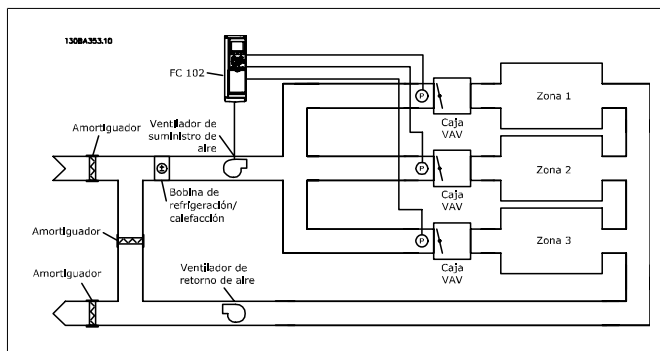 130BA353.10
FC 102
Ventilador de
suministro de
aire
Amortiguador
Bobina de
refrigeración/
calefacción
Amortiguador
Amortiguador
Ventilador de
retorno de aire
P
Caja
VAV
Zona 1
P
Caja
VAV
Zona 2
P
Caja
VAV
Zona 3